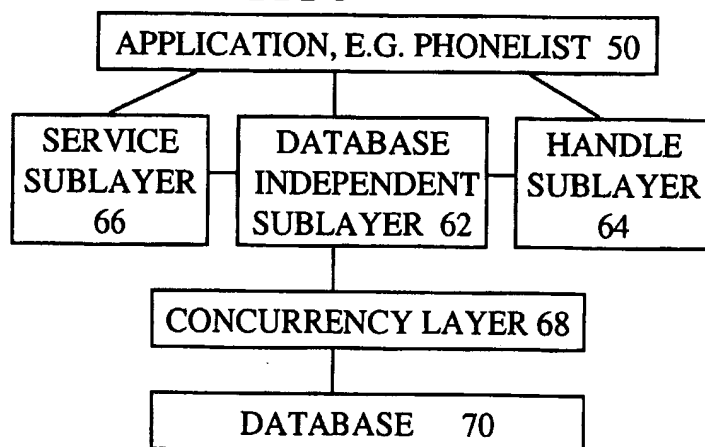 APPLICATION, E.G. PHONELIST 50
SERVICE
SUBLAYER
66
DATABASE
INDEPENDENT
SUBLAYER 62
HANDLE
SUBLAYER
64
CONCURRENCY LAYER 68
DATABASE 70